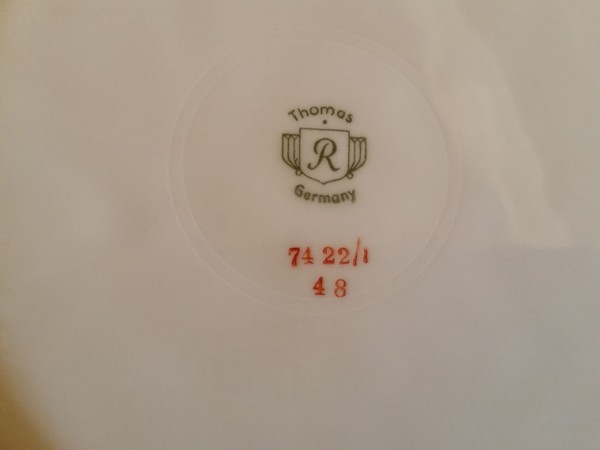 Thomas
R
Germany
74 22/1
48